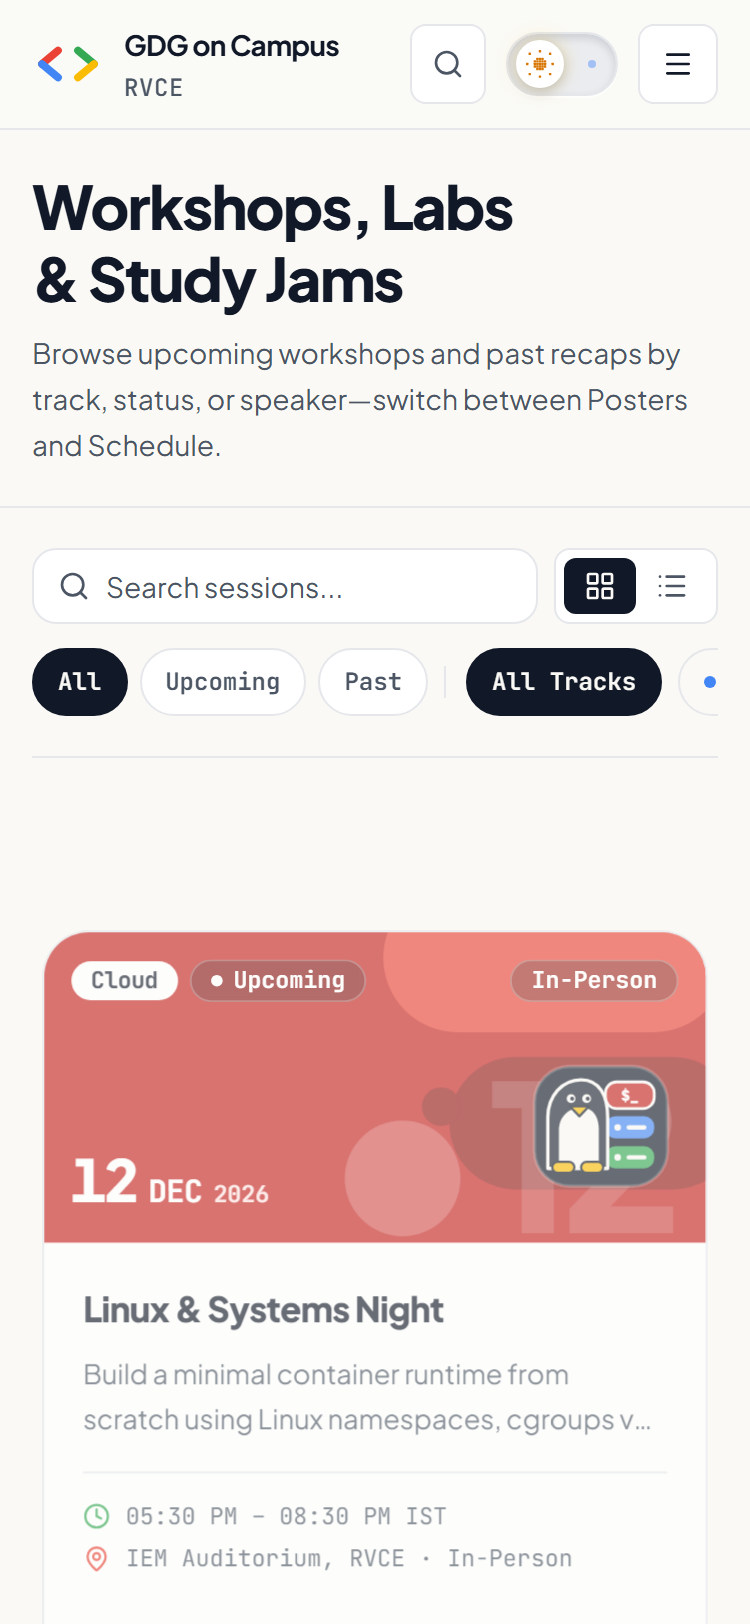 GDG on Campus
RVCE
Workshops, Labs
& Study Jams
Browse upcoming workshops and past recaps by
track, status, or speaker—switch between Posters
and Schedule.
Search sessions...
All Upcoming Past All Tracks
Cloud Upcoming In-Person
$_
12
12 DEC 2026
Linux & Systems Night
Build a minimal container runtime from
scratch using Linux namespaces, cgroups v...
05:30 PM – 08:30 PM IST
IEM Auditorium, RVCE · In-Person